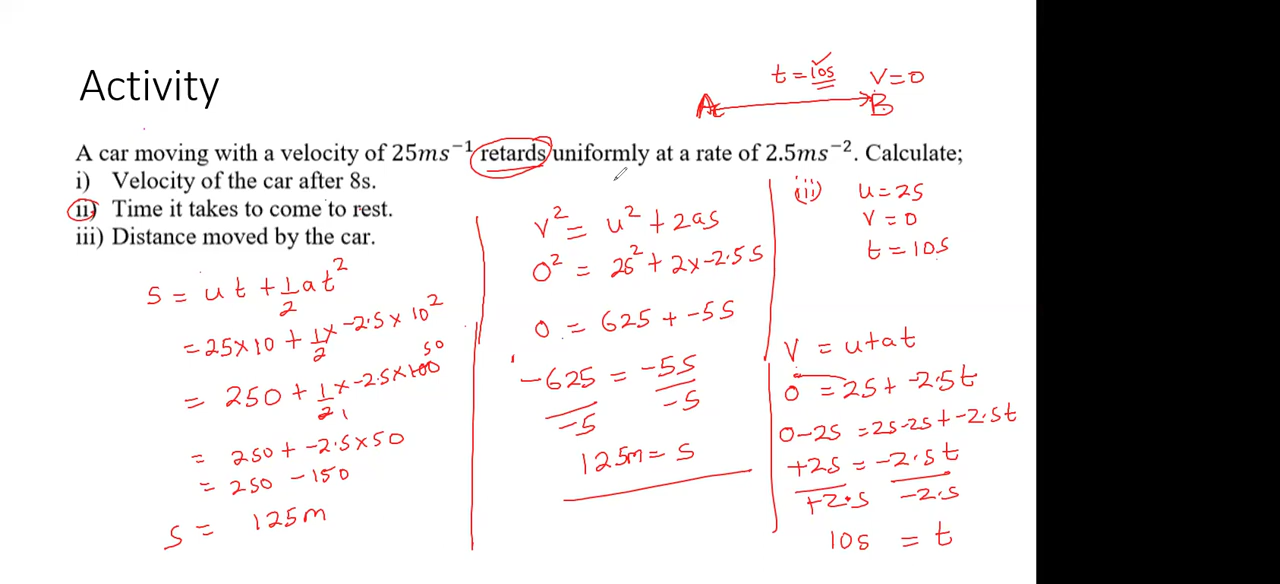 Activity
t = 10s V = 0
A B
A car moving with a velocity of 25ms⁻¹ retards uniformly at a rate of 2.5ms⁻². Calculate;
i) Velocity of the car after 8s.
ii) Time it takes to come to rest.
iii) Distance moved by the car.
S = ut + 1/2 at²
= 25×10 + 1/2 × -2.5 × 10²
= 250 + 1/2 × -2.5 × 100 50
1
= 250 + -2.5×50
= 250 - 150
S = 125m
V² = u² + 2as
0² = 25² + 2×-2.5s
0 = 625 + -5s
-625 = -5s
-5 -5
125m = s
(ii) u = 25
V = 0
t = 10s
V = u+at
0 = 25 + -2.5t
0-25 = 25-25 + -2.5t
+25 = -2.5t
+2.5 -2.5
10s = t